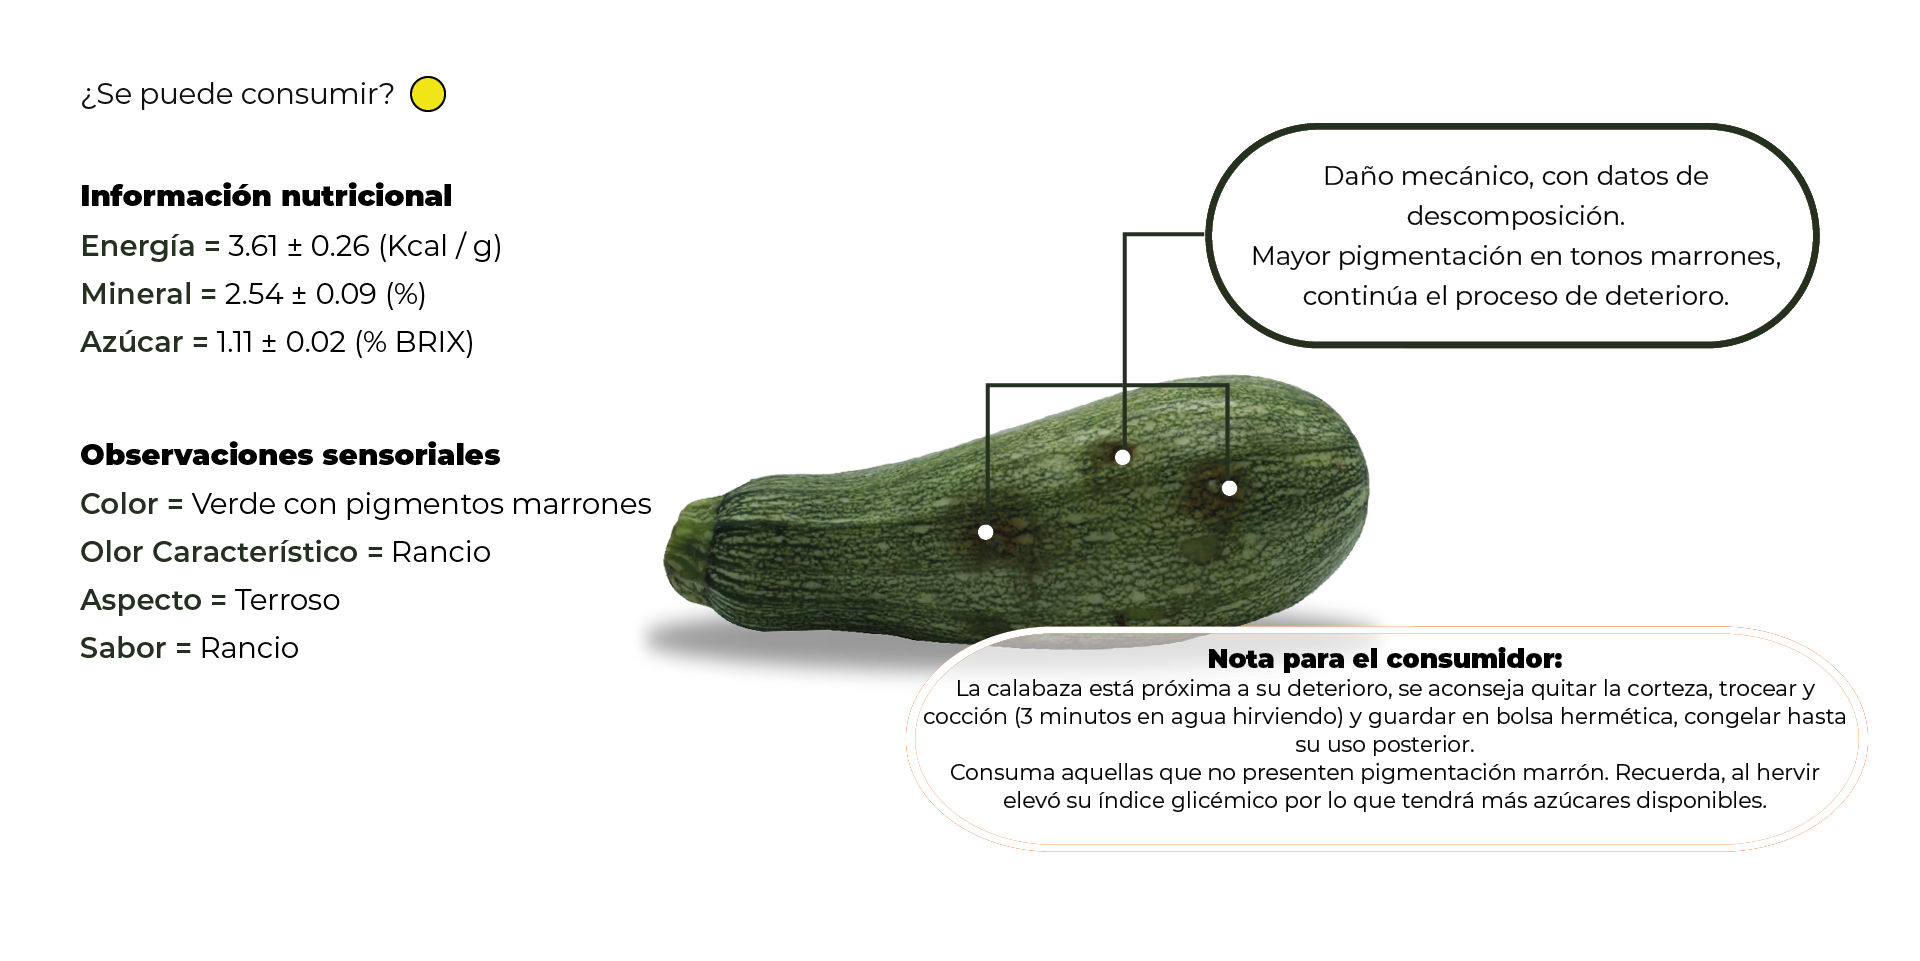 ¿Se puede consumir?
Información nutricional
Energía = 3.61 ± 0.26 (Kcal / g)
Mineral = 2.54 ± 0.09 (%)
Azúcar = 1.11 ± 0.02 (% BRIX)
Observaciones sensoriales
Color = Verde con pigmentos marrones
Olor Característico = Rancio
Aspecto = Terroso
Sabor = Rancio
Daño mecánico, con datos de
descomposición.
Mayor pigmentación en tonos marrones,
continúa el proceso de deterioro.
Nota para el consumidor:
La calabaza está próxima a su deterioro, se aconseja quitar la corteza, trocear y
cocción (3 minutos en agua hirviendo) y guardar en bolsa hermética, congelar hasta
su uso posterior.
Consuma aquellas que no presenten pigmentación marrón. Recuerda, al hervir
elevó su índice glicémico por lo que tendrá más azúcares disponibles.